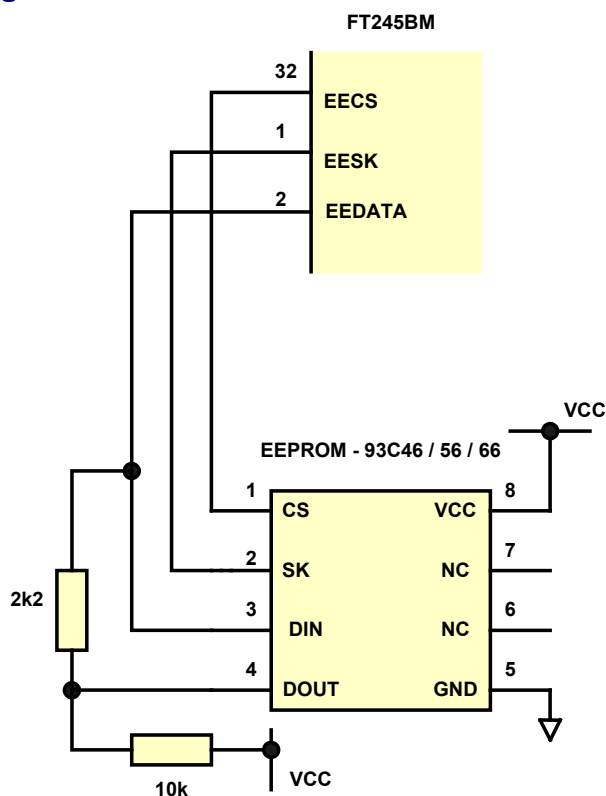 FT245BM
32
EECS
1
EESK
2
EEDATA
VCC
EEPROM - 93C46 / 56 / 66
1
CS
VCC
8
2
SK
NC
7
2k2
3
DIN
NC
6
4
DOUT
GND
5
10k
VCC